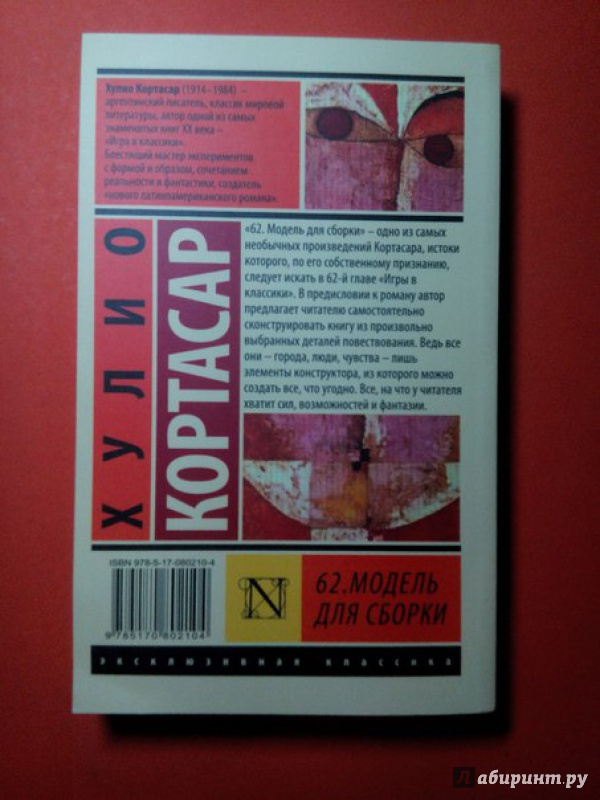 Хулио Кортасар (1914–1984) –
аргентинский писатель, классик мировой
литературы, автор одной из самых
знаменитых книг XX века –
«Игра в классики».
Блестящий мастер экспериментов
с формой и образом, сочетанием
реальности и фантастики, создатель
«нового латиноамериканского романа».
ХУЛИО
КОРТАСАР
«62. Модель для сборки» – одно из самых
необычных произведений Кортасара, истоки
которого, по его собственному признанию,
следует искать в 62-й главе «Игры в
классики». В предисловии к роману автор
предлагает читателю самостоятельно
сконструировать книгу из произвольно
выбранных деталей повествования. Ведь все
они – города, люди, чувства – лишь
элементы конструктора, из которого можно
создать все, что угодно. Все, на что у читателя
хватит сил, возможностей и фантазии.
ISBN 978-5-17-080210-4
9 785170 802104
N
62. МОДЕЛЬ
ДЛЯ СБОРКИ
ЭКСКЛЮЗИВНАЯ КЛАССИКА
лабиринт.ру